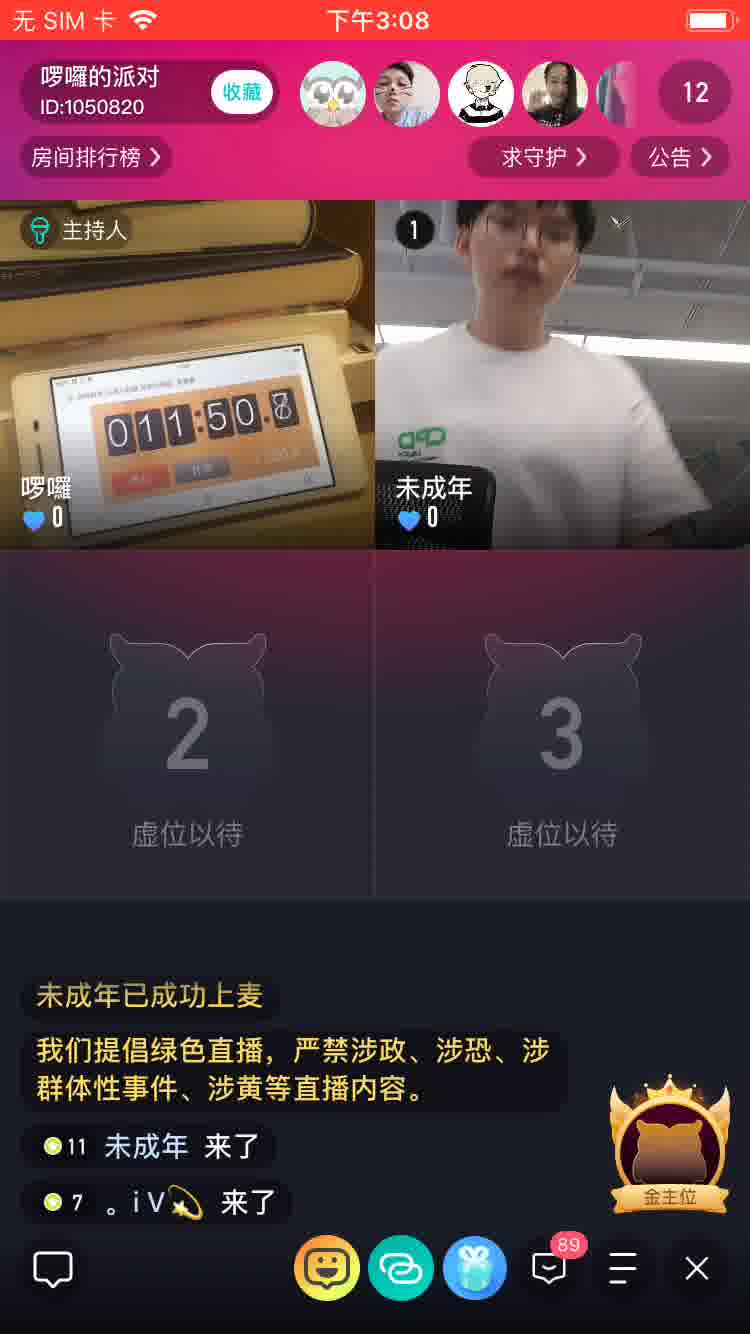 无 SIM 卡
下午3:08
啰囉的派对
收藏
ID:1050820
12
房间排行榜
求守护
公告
主持人
1
011:50.8
啰囉
0
未成年
0
2
3
虚位以待
虚位以待
未成年已成功上麦
我们提倡绿色直播，严禁涉政、涉恐、涉
群体性事件、涉黄等直播内容。
11 未成年 来了
7 。i V💫 来了
金主位
89